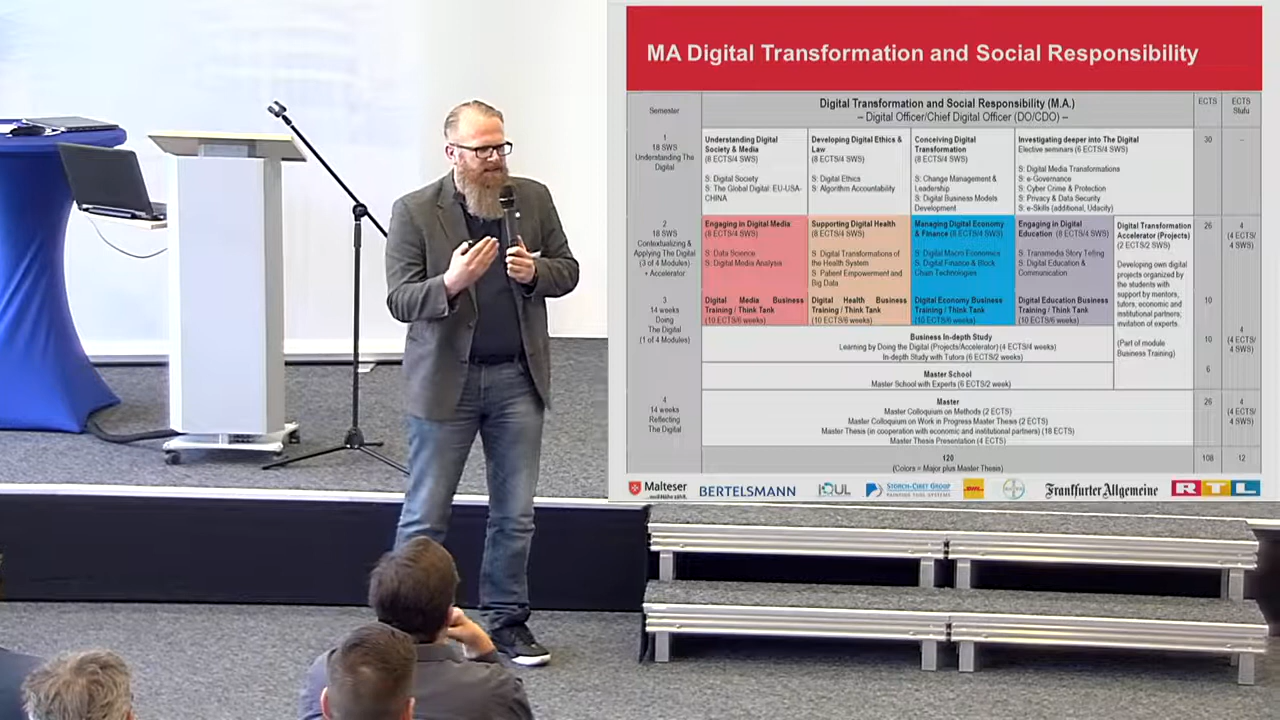 MA Digital Transformation and Social Responsibility
Semester
Digital Transformation and Social Responsibility (M.A.)
– Digital Officer/Chief Digital Officer (DO/CDO) –
ECTS
ECTS
Stufu
1
18 SWS
Understanding The
Digital
Understanding Digital
Society & Media
(8 ECTS/4 SWS)
S: Digital Society
S: The Global Digital: EU-USA-
CHINA
Developing Digital Ethics &
Law
(8 ECTS/4 SWS)
S: Digital Ethics
S: Algorithm Accountability
Conceiving Digital
Transformation
(8 ECTS/4 SWS)
S: Change Management &
Leadership
S: Digital Business Models
Development
Investigating deeper into The Digital
Elective seminars (6 ECTS/4 SWS)
S: Digital Media Transformations
S: e-Governance
S: Cyber Crime & Protection
S: Privacy & Data Security
S: e-Skills (additional, Udacity)
30
–
2
18 SWS
Contextualizing &
Applying The Digital
(3 of 4 Modules)
+ Accelerator
Engaging in Digital Media
(8 ECTS/4 SWS)
S: Data Science
S: Digital Media Analysis
Supporting Digital Health
(8 ECTS/4 SWS)
S: Digital Transformations of
the Health System
S: Patient Empowerment and
Big Data
Managing Digital Economy
& Finance (8 ECTS/4 SWS)
S: Digital Macro Economics
S: Digital Finance & Block
Chain Technologies
Engaging in Digital
Education (8 ECTS/4 SWS)
S: Transmedia Story Telling
S: Digital Education &
Communication
Digital Transformation
Accelerator (Projects)
(2 ECTS/2 SWS)
Developing own digital
projects organized by
the students with
support by mentors,
tutors, economic and
institutional partners;
invitation of experts.
(Part of module
Business Training)
26
4
(4 ECTS/
4 SWS)
3
14 weeks
Doing
The Digital
(1 of 4 Modules)
Digital Media Business
Training / Think Tank
(10 ECTS/6 weeks)
Digital Health Business
Training / Think Tank
(10 ECTS/6 weeks)
Digital Economy Business
Training / Think Tank
(10 ECTS/6 weeks)
Digital Education Business
Training / Think Tank
(10 ECTS/6 weeks)
10
Business In-depth Study
Learning by Doing the Digital (Projects/Accelerator) (4 ECTS/4 weeks)
In-depth Study with Tutors (6 ECTS/2 weeks)
10
4
(4 ECTS/
4 SWS)
Master School
Master School with Experts (6 ECTS/2 week)
6
4
14 weeks
Reflecting
The Digital
Master
Master Colloquium on Methods (2 ECTS)
Master Colloquium on Work in Progress Master Thesis (2 ECTS)
Master Thesis (in cooperation with economic and institutional partners) (18 ECTS)
Master Thesis Presentation (4 ECTS)
26
4
(4 ECTS/
4 SWS)
120
(Colors = Major plus Master Thesis)
108
12
Malteser
BERTELSMANN
STORCH-CIRET GROUP
PAINTING TOOL SYSTEMS
DHL
BAYER
Frankfurter Allgemeine
RTL